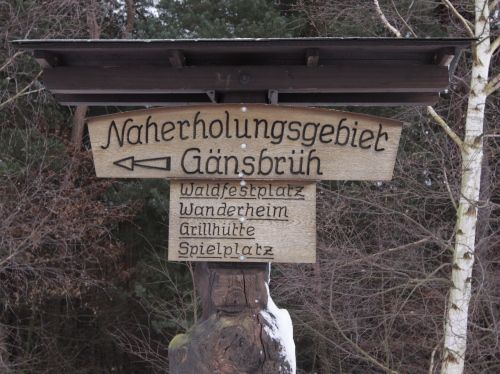 Naherholungsgebiet
Gänsbrüh
Waldfestplatz
Wanderheim
Grillhütte
Spielplatz